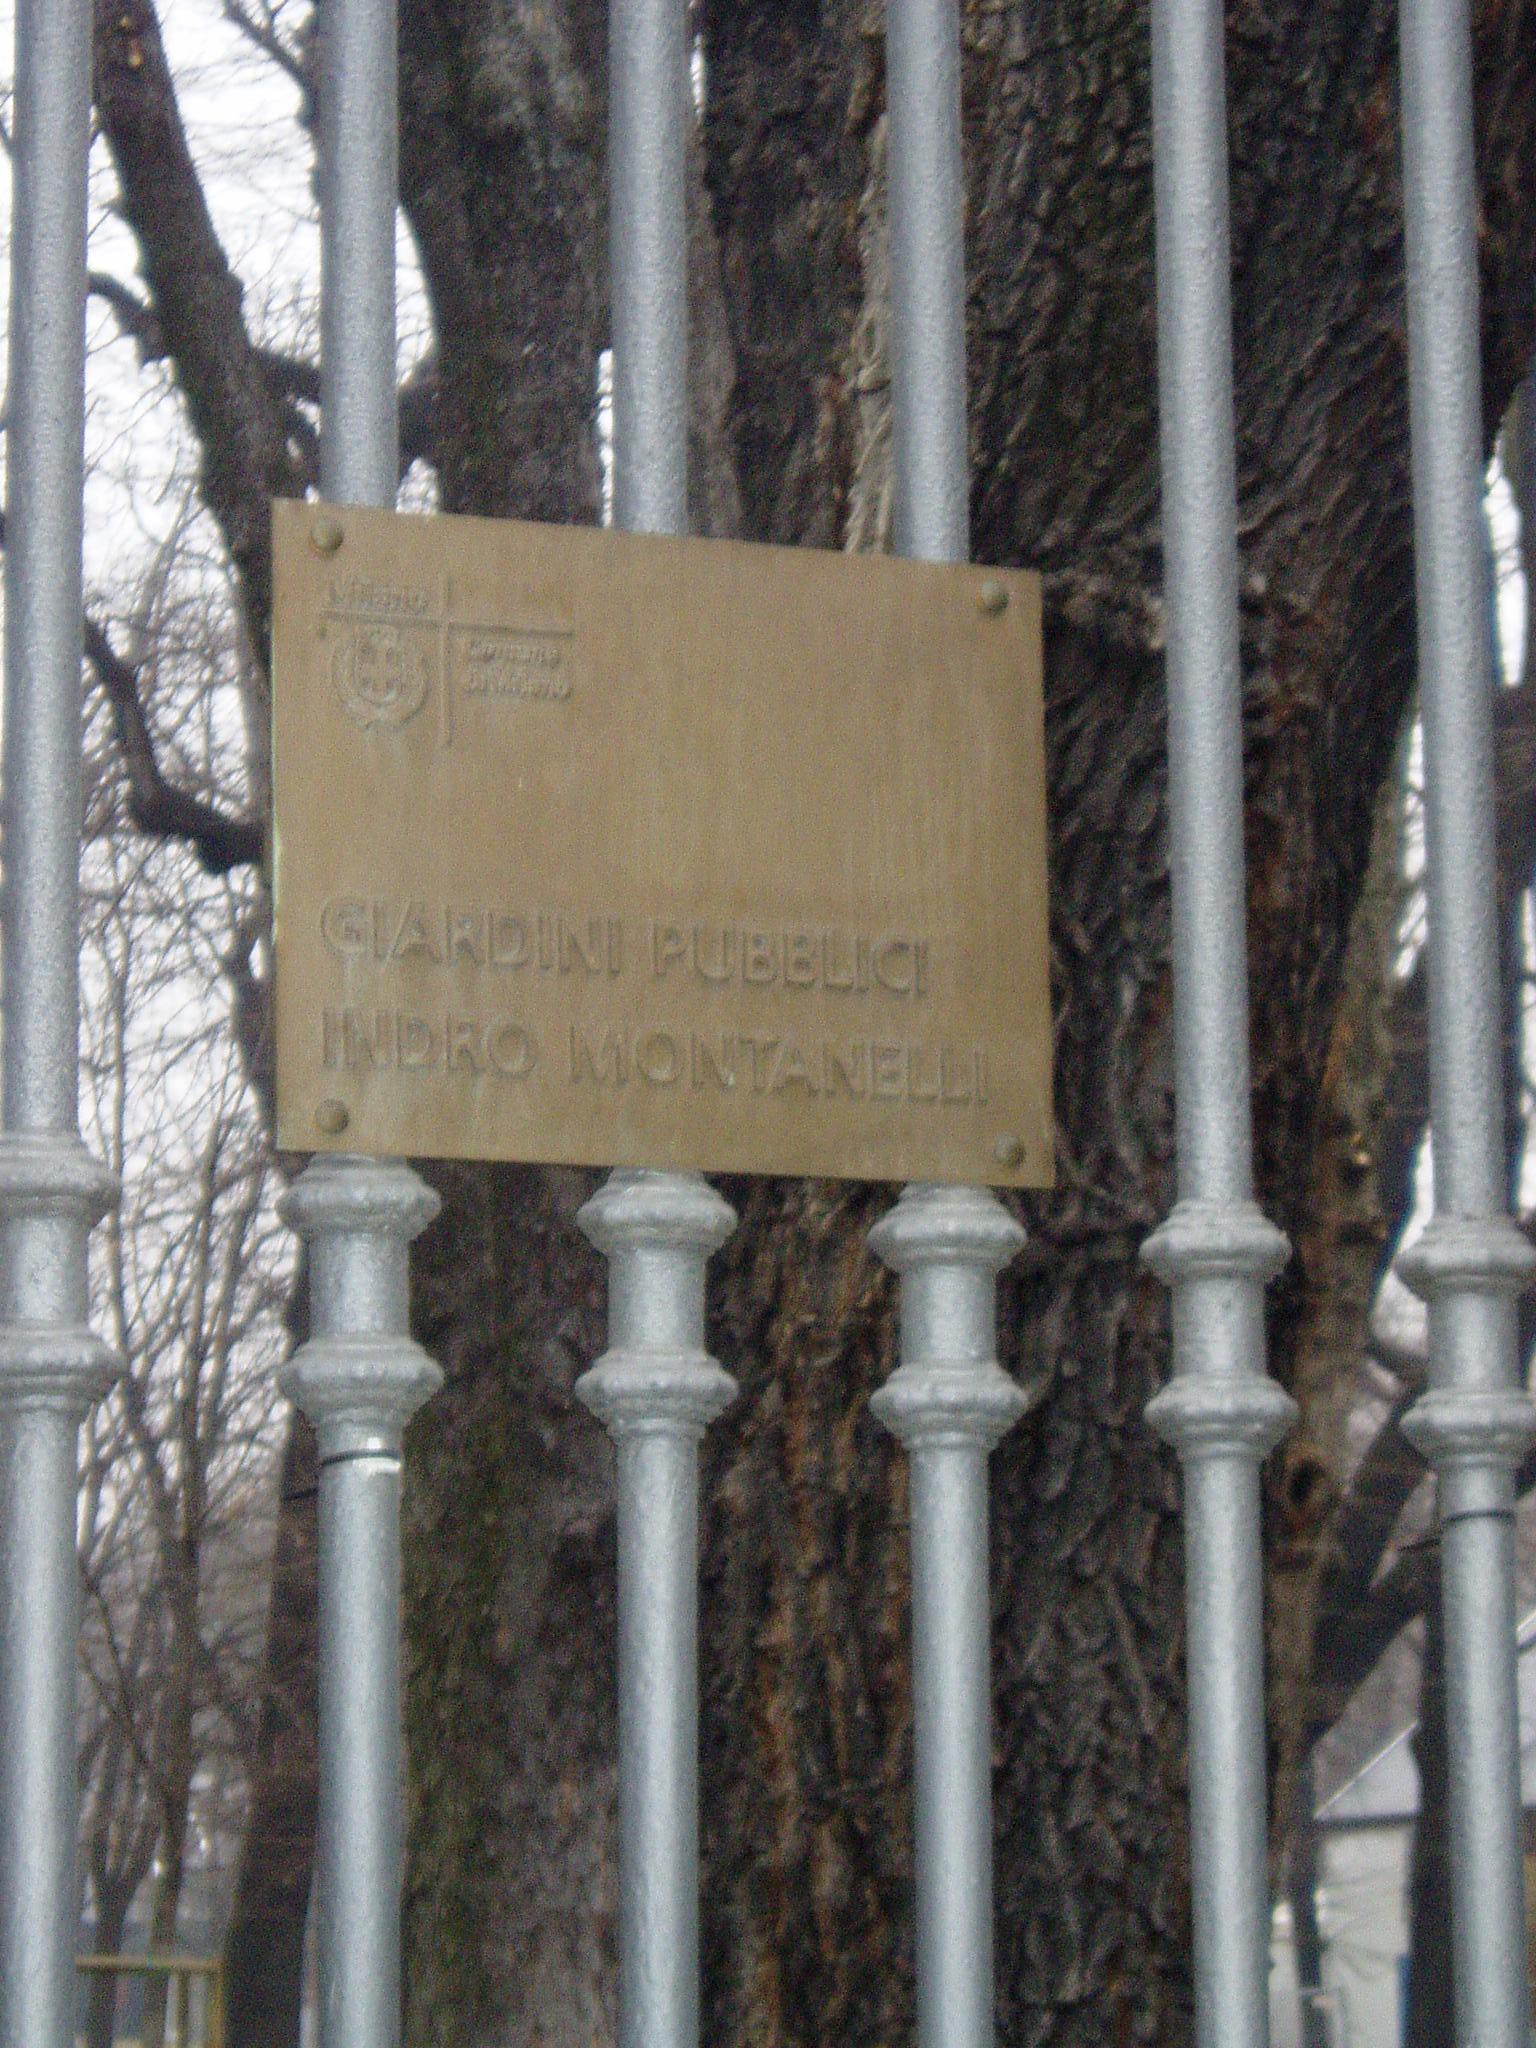 Milano
Comune
di Milano
GIARDINI PUBBLICI
INDRO MONTANELLI